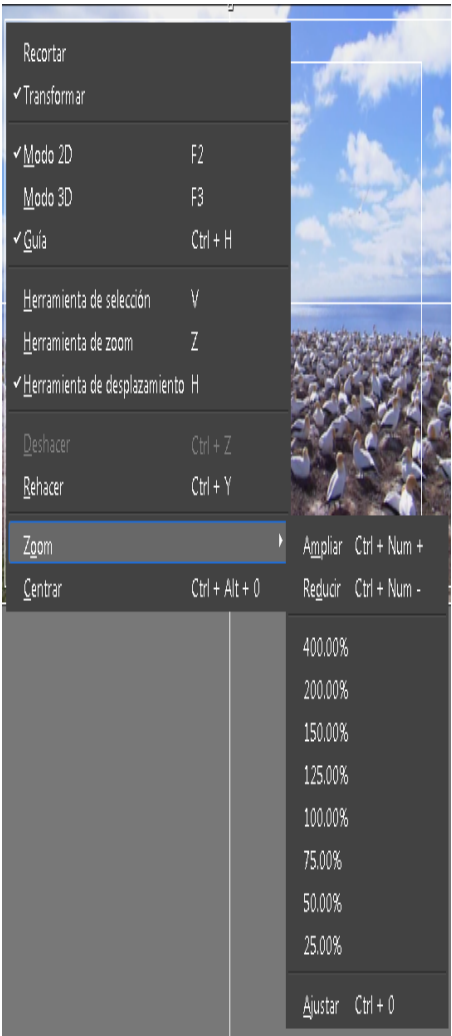 Recortar
✓Transformar
✓Modo 2D F2
Modo 3D F3
✓Guía Ctrl + H
Herramienta de selección V
Herramienta de zoom Z
✓Herramienta de desplazamiento H
Deshacer Ctrl + Z
Rehacer Ctrl + Y
Zoom
Centrar Ctrl + Alt + 0
Ampliar Ctrl + Num +
Reducir Ctrl + Num -
400.00%
200.00%
150.00%
125.00%
100.00%
75.00%
50.00%
25.00%
Ajustar Ctrl + 0